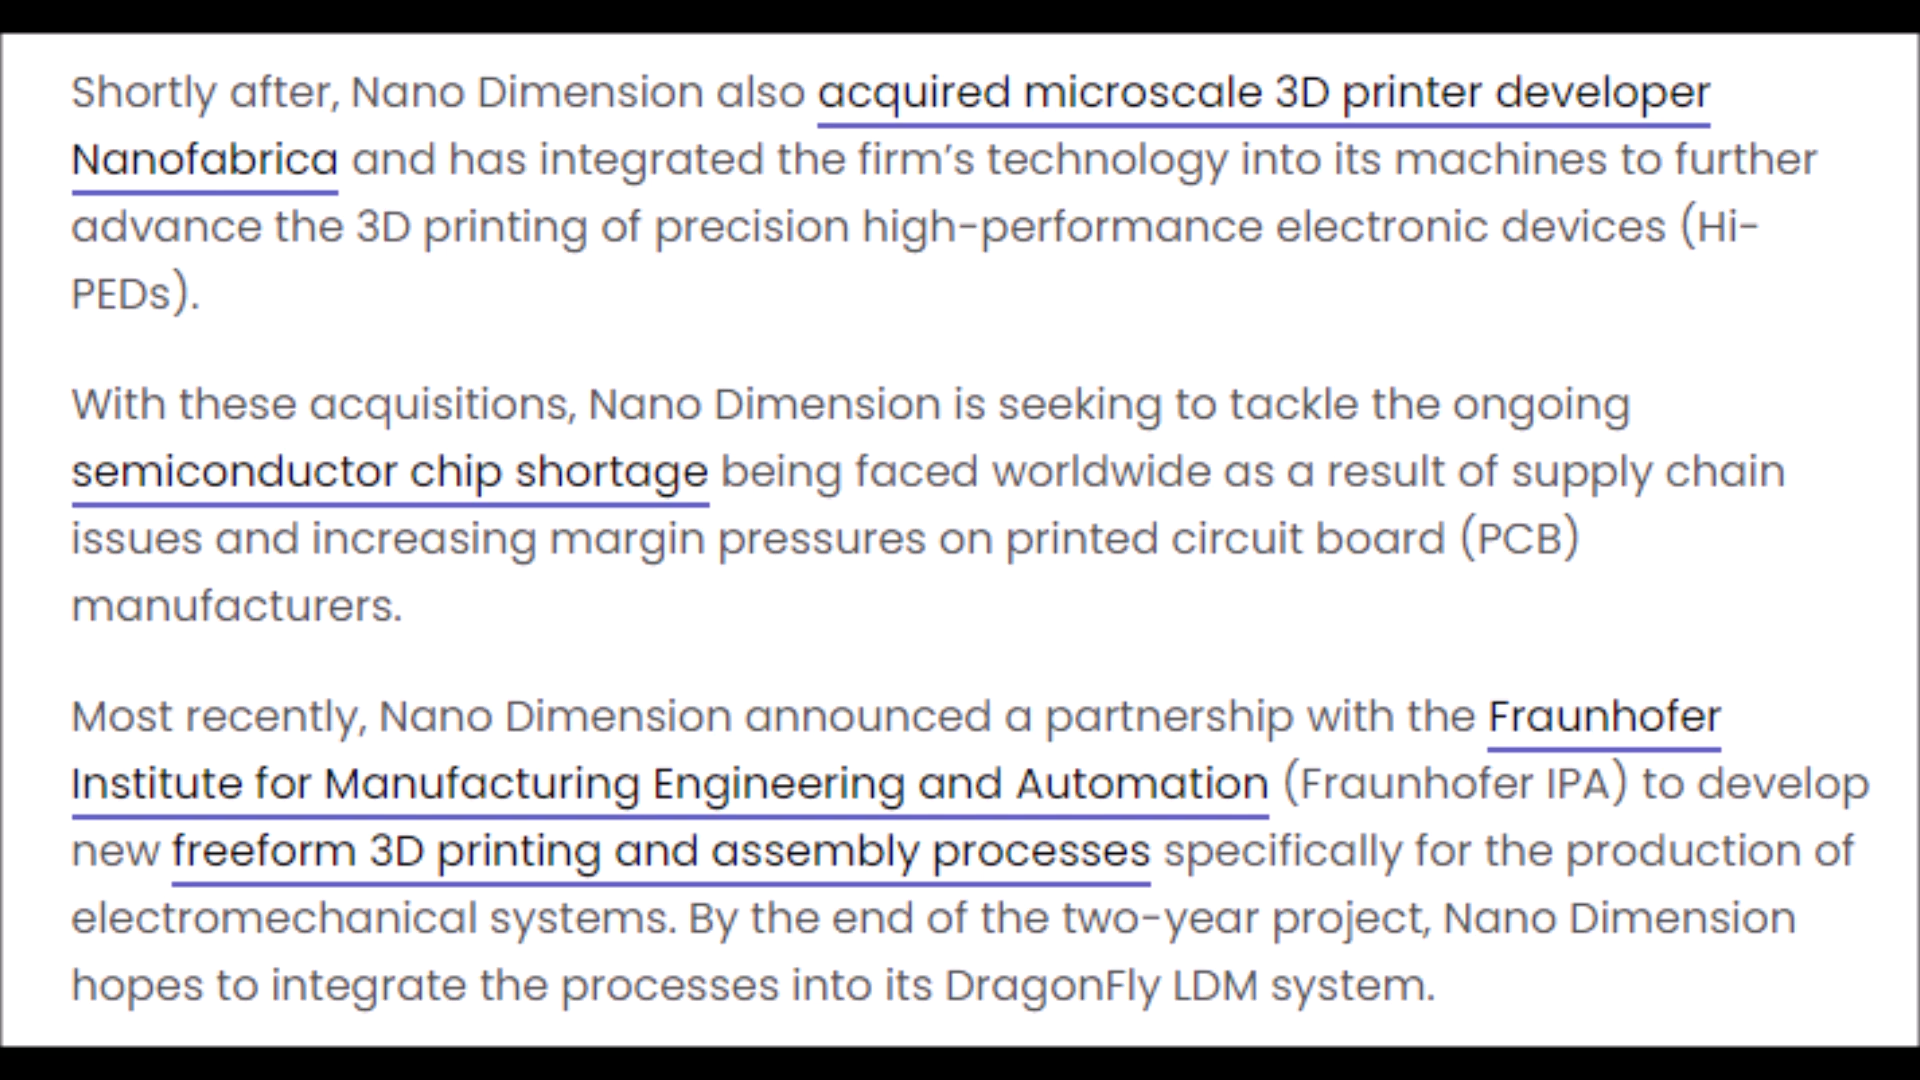 Shortly after, Nano Dimension also acquired microscale 3D printer developer
Nanofabrica and has integrated the firm’s technology into its machines to further
advance the 3D printing of precision high-performance electronic devices (Hi-
PEDs).
With these acquisitions, Nano Dimension is seeking to tackle the ongoing
semiconductor chip shortage being faced worldwide as a result of supply chain
issues and increasing margin pressures on printed circuit board (PCB)
manufacturers.
Most recently, Nano Dimension announced a partnership with the Fraunhofer
Institute for Manufacturing Engineering and Automation (Fraunhofer IPA) to develop
new freeform 3D printing and assembly processes specifically for the production of
electromechanical systems. By the end of the two-year project, Nano Dimension
hopes to integrate the processes into its DragonFly LDM system.